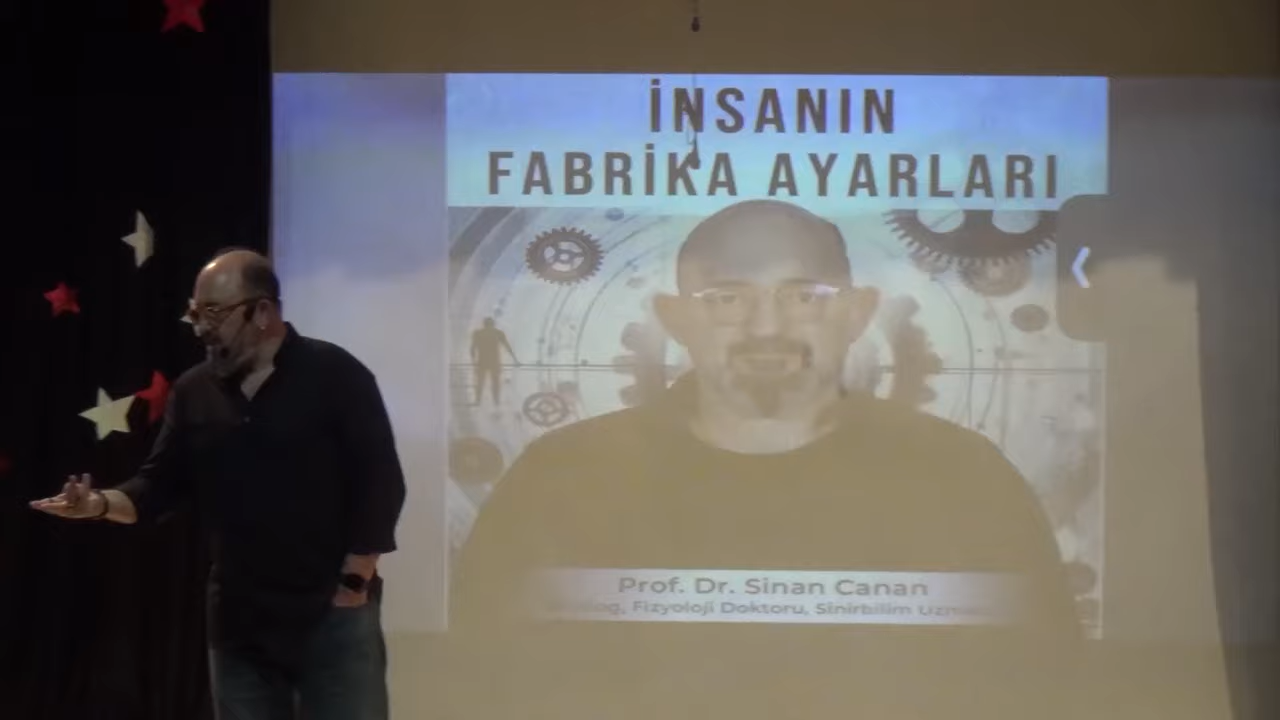 İNSANIN
FABRİKA AYARLARI
Prof. Dr. Sinan Canan
Fizyoloji Doktoru, Sinirbilim